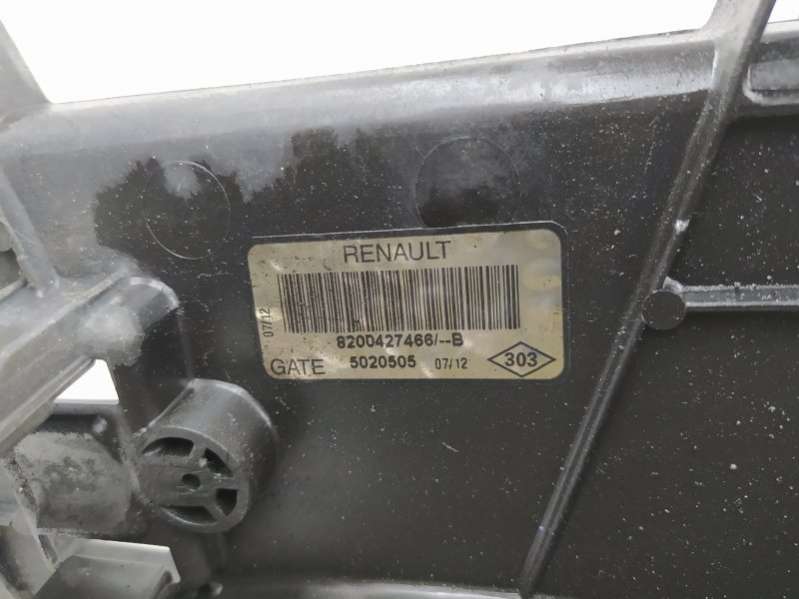 RENAULT
07/12
8200427466/--B
GATE 5020505 07/12 303